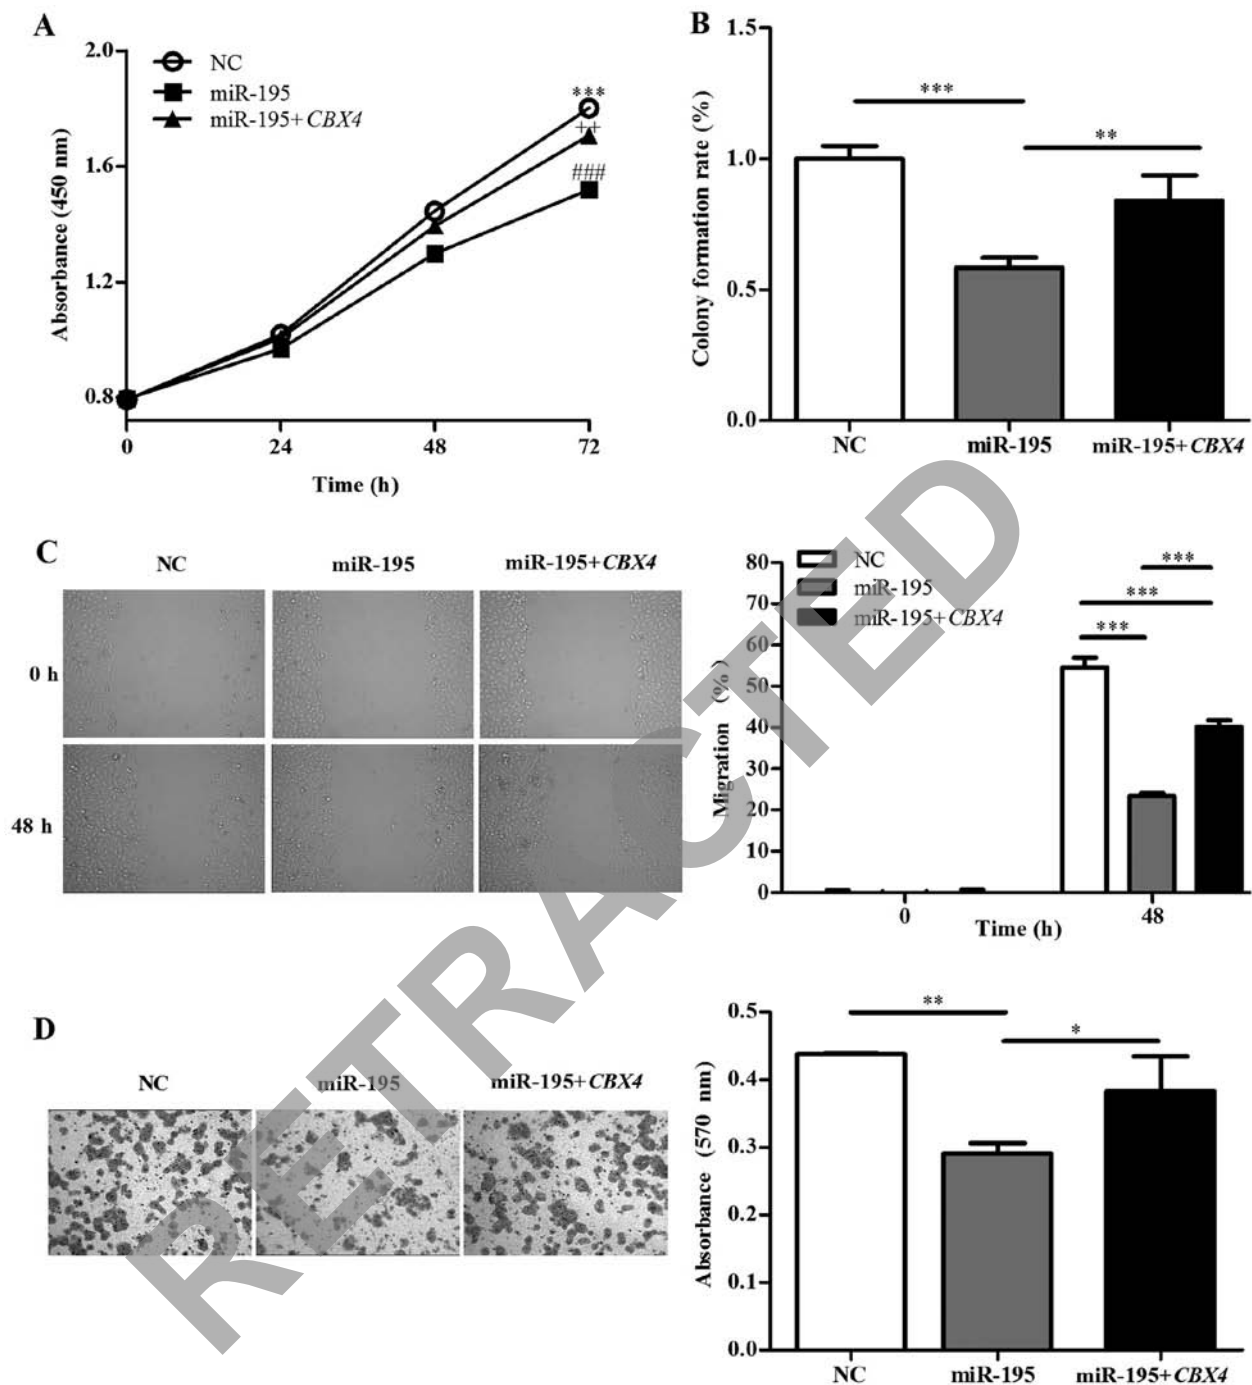 A
2.0
1.6
1.2
0.8
0
24
48
72
Absorbance (450 nm)
Time (h)
NC
miR-195
miR-195+CBX4
***
++
###
B
1.5
1.0
0.5
0.0
Colony formation rate (%)
***
**
NC
miR-195
miR-195+CBX4
C
NC
miR-195
miR-195+CBX4
0 h
48 h
80
70
60
50
40
30
20
10
0
Migration (%)
NC
miR-195
miR-195+CBX4
***
***
***
0
48
Time (h)
D
NC
miR-195
miR-195+CBX4
0.5
0.4
0.3
0.2
0.1
0.0
Absorbance (570 nm)
**
*
NC
miR-195
miR-195+CBX4
RETRACTED